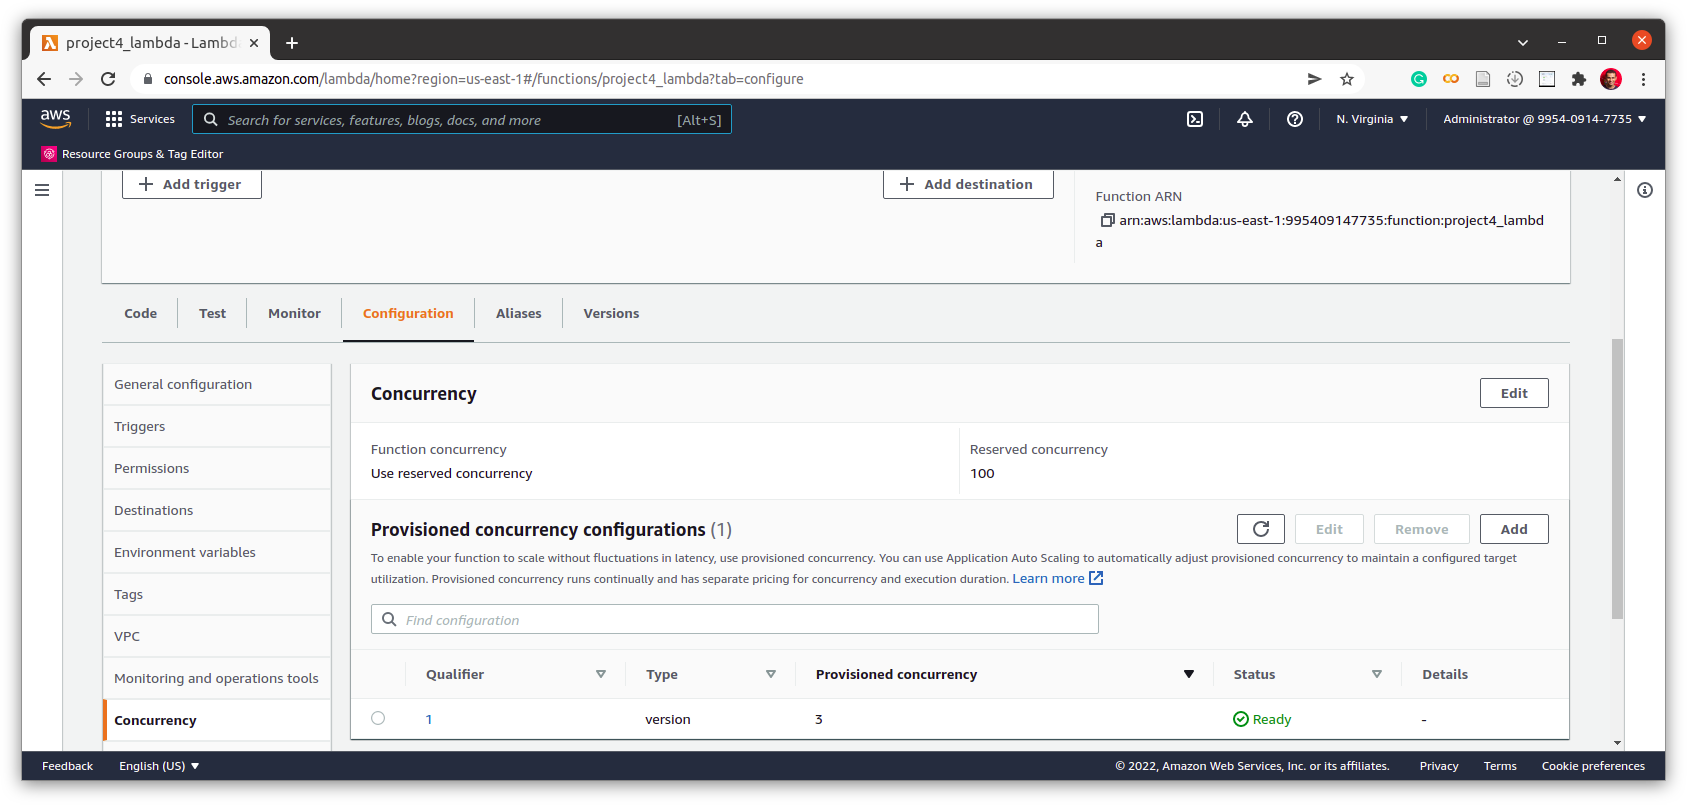 project4_lambda - Lambda
console.aws.amazon.com/lambda/home?region=us-east-1#/functions/project4_lambda?tab=configure
aws
Services
Search for services, features, blogs, docs, and more
[Alt+S]
N. Virginia
Administrator @ 9954-0914-7735
Resource Groups & Tag Editor
Add trigger
Add destination
Function ARN
arn:aws:lambda:us-east-1:995409147735:function:project4_lambd
a
Code
Test
Monitor
Configuration
Aliases
Versions
General configuration
Triggers
Permissions
Destinations
Environment variables
Tags
VPC
Monitoring and operations tools
Concurrency
Concurrency
Edit
Function concurrency
Use reserved concurrency
Reserved concurrency
100
Provisioned concurrency configurations (1)
Edit
Remove
Add
To enable your function to scale without fluctuations in latency, use provisioned concurrency. You can use Application Auto Scaling to automatically adjust provisioned concurrency to maintain a configured target
utilization. Provisioned concurrency runs continually and has separate pricing for concurrency and execution duration. Learn more
Find configuration
Qualifier
Type
Provisioned concurrency
Status
Details
1
version
3
Ready
-
Feedback
English (US)
© 2022, Amazon Web Services, Inc. or its affiliates.
Privacy
Terms
Cookie preferences